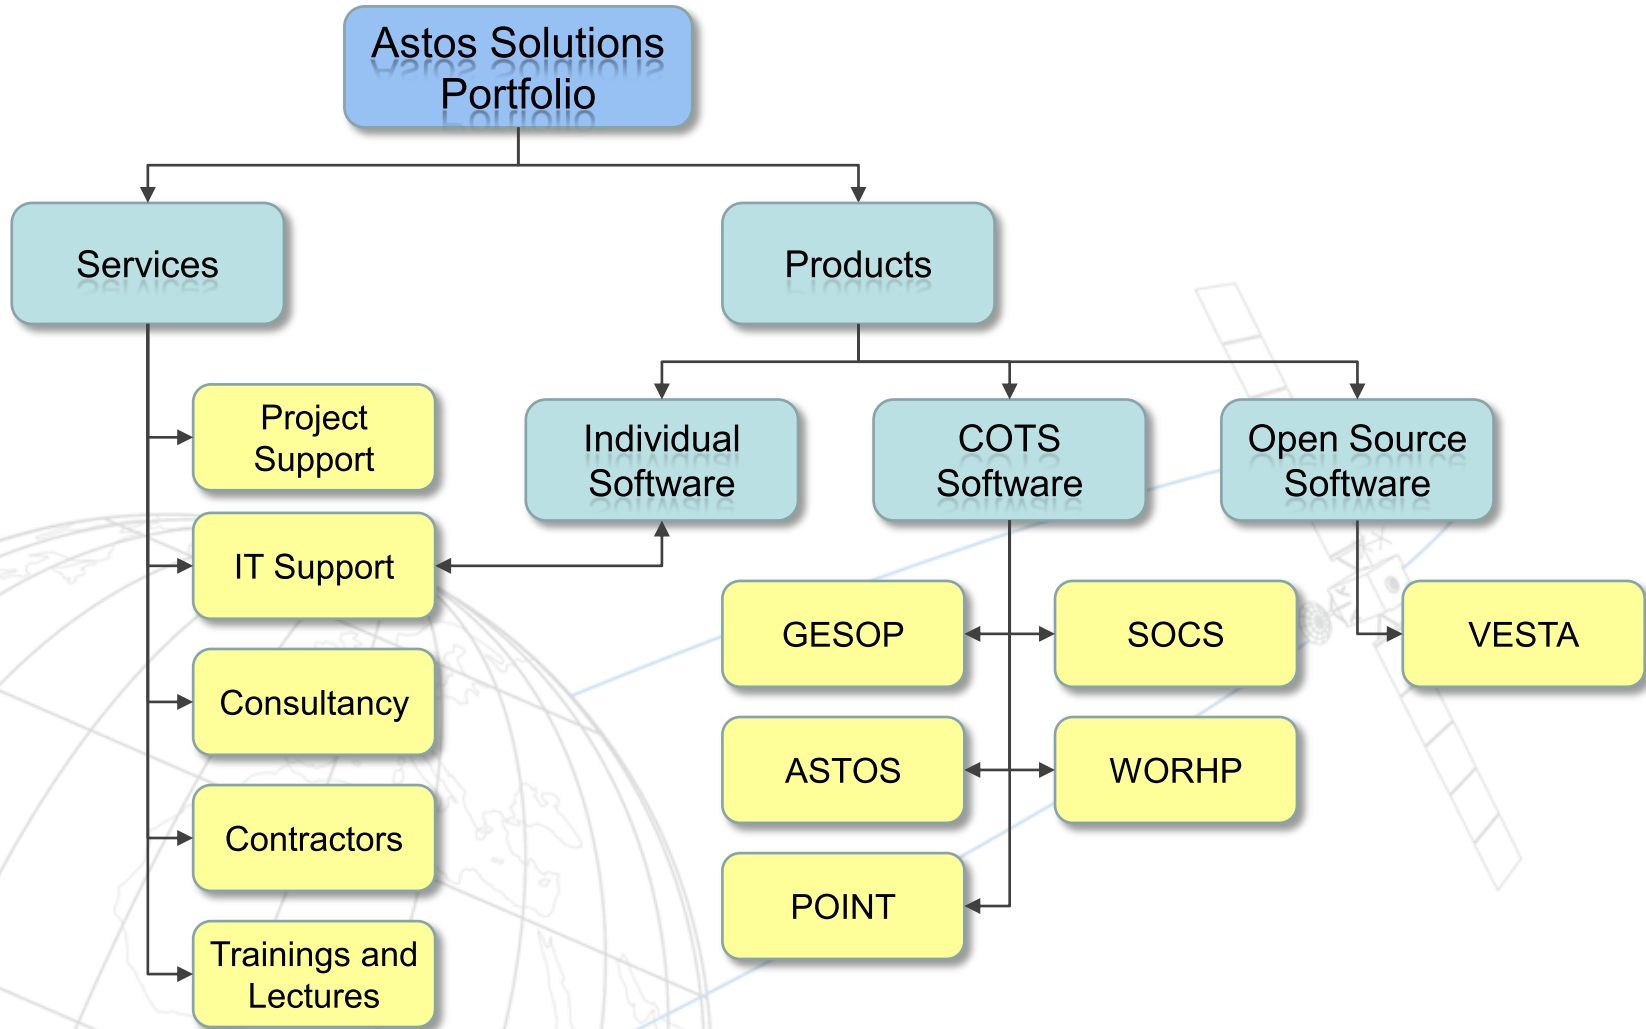 Astos Solutions
Portfolio
Services
Products
Project
Support
Individual
Software
COTS
Software
Open Source
Software
IT Support
GESOP
SOCS
VESTA
Consultancy
ASTOS
WORHP
Contractors
POINT
Trainings and
Lectures